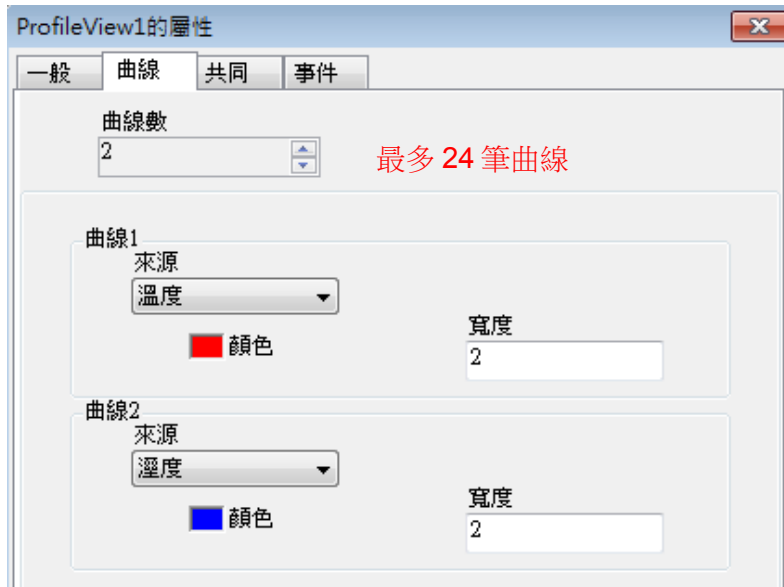 ProfileView1的屬性
一般 曲線 共同 事件
曲線數
2
最多 24 筆曲線
曲線1
來源
溫度
顏色
寬度
2
曲線2
來源
溼度
顏色
寬度
2